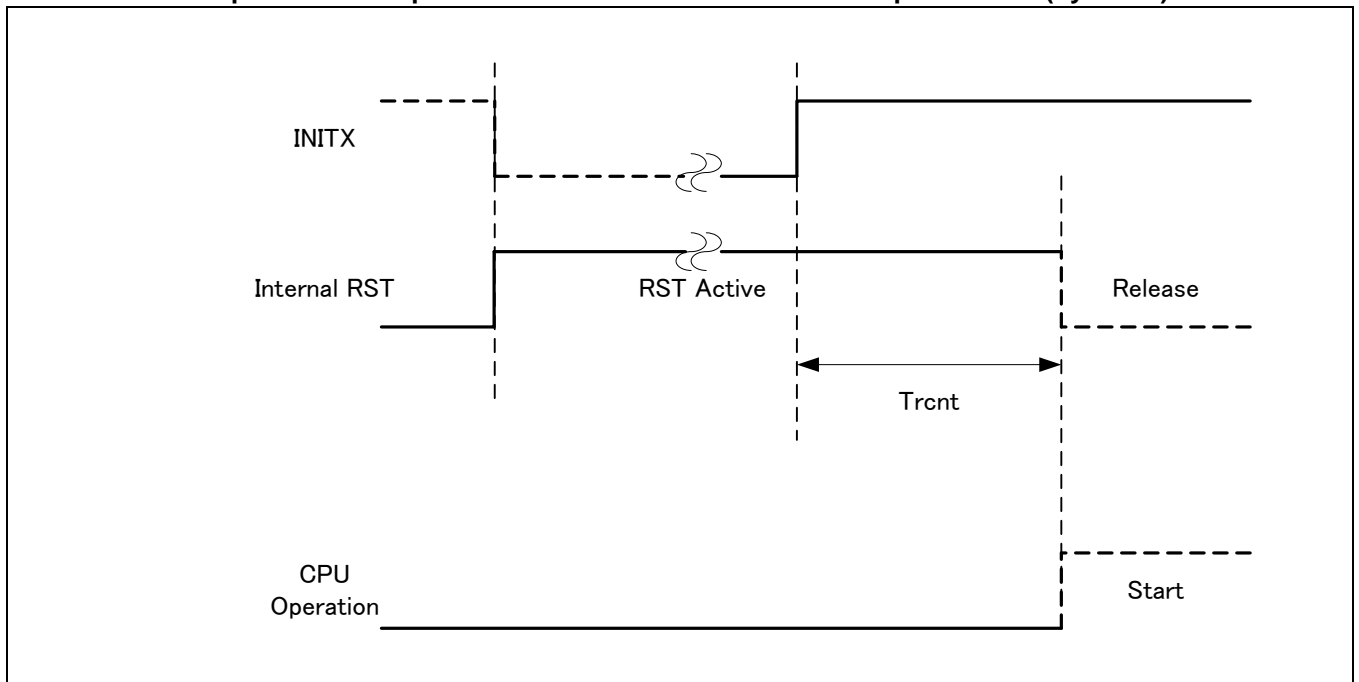 INITX
Internal RST
RST Active
Release
Trcnt
CPU
Operation
Start